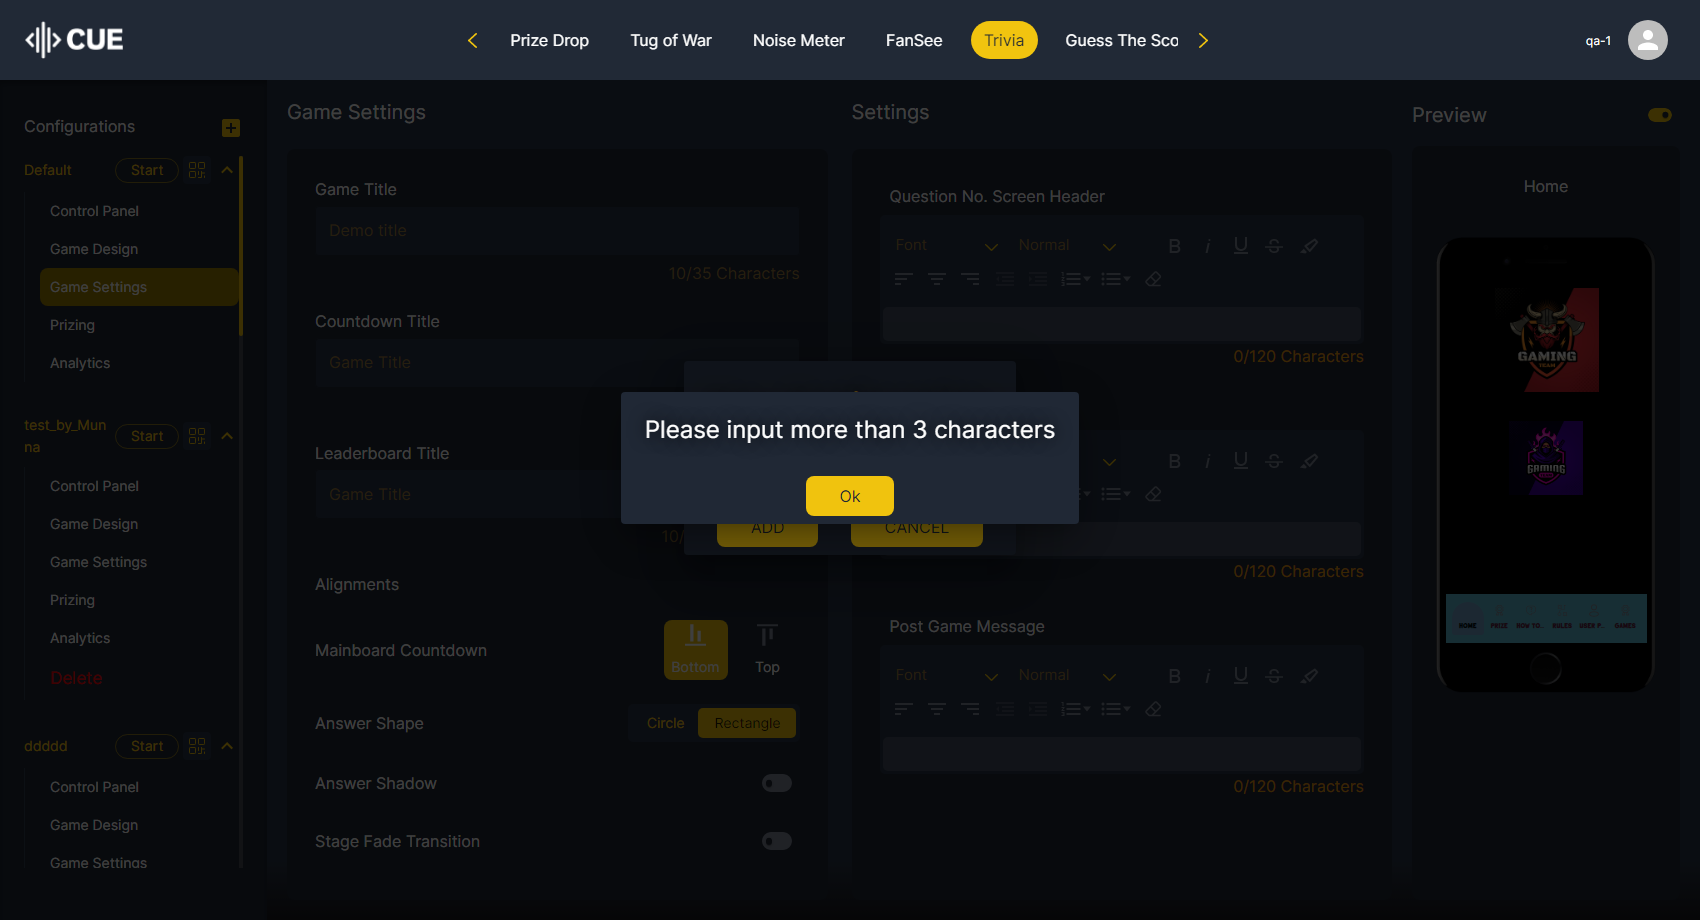 CUE
Prize Drop
Tug of War
Noise Meter
FanSee
Trivia
Guess The Sco
qa-1
Configurations
Default
Start
Control Panel
Game Design
Game Settings
Prizing
Analytics
test_by_Mun
na
Start
Control Panel
Game Design
Game Settings
Prizing
Analytics
Delete
ddddd
Start
Control Panel
Game Design
Game Settings
Game Settings
Game Title
Demo title
10/35 Characters
Countdown Title
Game Title
Leaderboard Title
Game Title
10/
Alignments
Mainboard Countdown
Bottom
Top
Answer Shape
Circle
Rectangle
Answer Shadow
Stage Fade Transition
Please input more than 3 characters
Ok
ADD
CANCEL
Settings
Question No. Screen Header
Font
Normal
B
i
U
S
0/120 Characters
B
i
U
S
0/120 Characters
Post Game Message
Font
Normal
B
i
U
S
0/120 Characters
Preview
Home
GAMING
TEAM
GAMING
HOME
PRIZE
HOW TO..
RULES
USER P..
GAMES